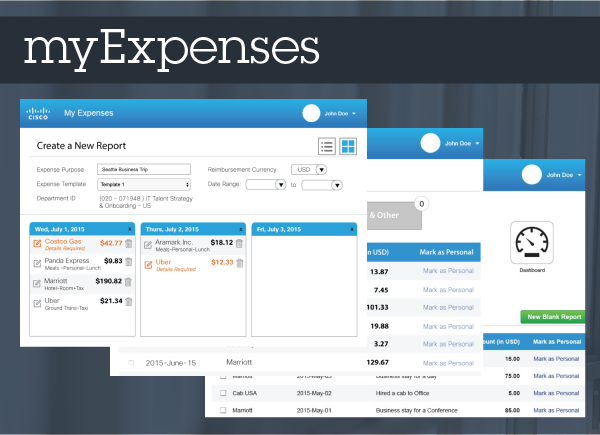 myExpenses
CISCO
My Expenses
John Doe
Create a New Report
Expense Purpose
Seattle Business Trip
Reimbursement Currency
USD
Expense Template
Template 1
Date Range:
to
Department ID
(020 - 071948 ) IT Talent Strategy
& Onboarding - US
Wed, July 1, 2015
Costco Gas $42.77
Details Required
Panda Express $9.83
Meals -Personal-Lunch
Marriott $190.82
Hotel-Room+Tax
Uber $21.34
Ground Trans-Tax
Thurs, July 2, 2015
Aramark Inc. $18.12
Meals-Personal-Lunch
Uber $12.33
Details Required
Fri, July 3, 2015
John Doe
0
& Other
n USD) Mark as Personal
13.87 Mark as Personal
7.45 Mark as Personal
101.33 Mark as Personal
19.88 Mark as Personal
3.27 Mark as Personal
2015-June-15 Marriott 129.67 Mark as Personal
John Doe
Dashboard
New Blank Report
ount (in USD) Mark as Personal
15.00 Mark as Personal
Marriott 2015-May-03 Business stay for a day 75.00 Mark as Personal
Cab USA 2015-May-02 Hired a cab to Office 5.00 Mark as Personal
Marriott 2015-May-01 Business stay for a Conference 85.00 Mark as Personal